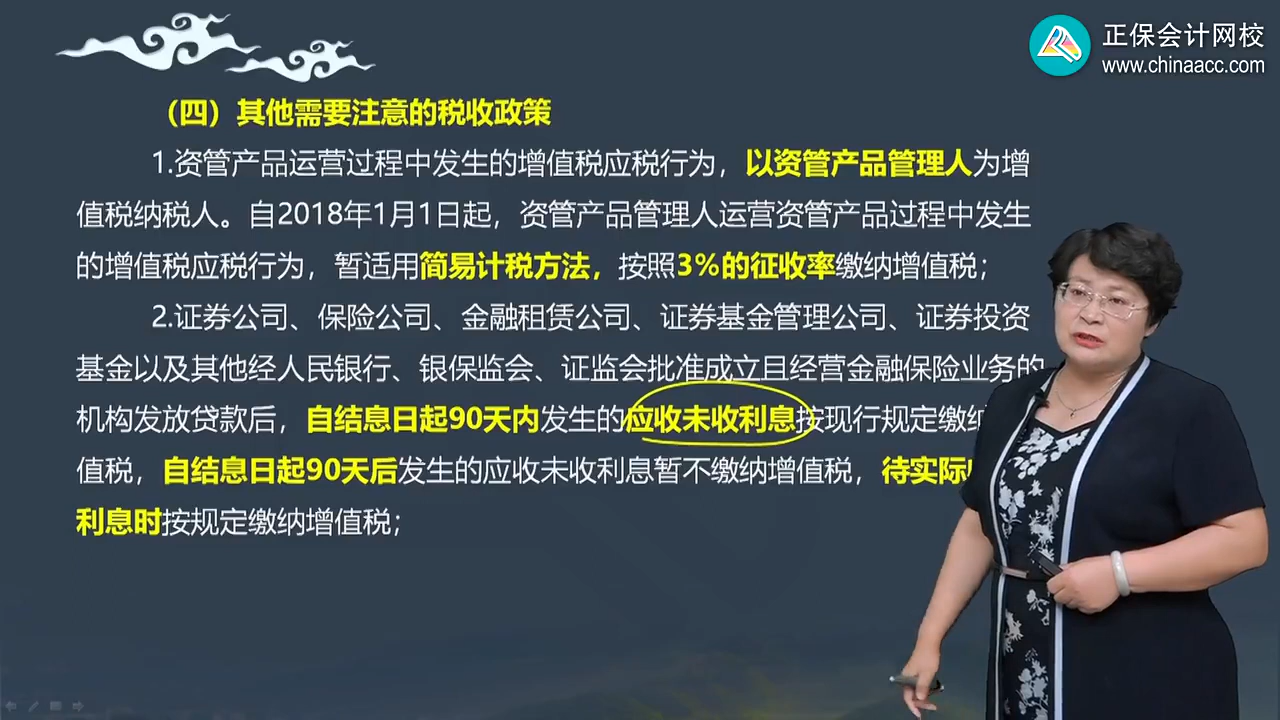 正保会计网校
www.chinaacc.com
（四）其他需要注意的税收政策
1.资管产品运营过程中发生的增值税应税行为，以资管产品管理人为增
值税纳税人。自2018年1月1日起，资管产品管理人运营资管产品过程中发生
的增值税应税行为，暂适用简易计税方法，按照3%的征收率缴纳增值税；
2.证券公司、保险公司、金融租赁公司、证券基金管理公司、证券投资
基金以及其他经人民银行、银保监会、证监会批准成立且经营金融保险业务的
机构发放贷款后，自结息日起90天内发生的应收未收利息按现行规定缴纳
值税，自结息日起90天后发生的应收未收利息暂不缴纳增值税，待实际
利息时按规定缴纳增值税；